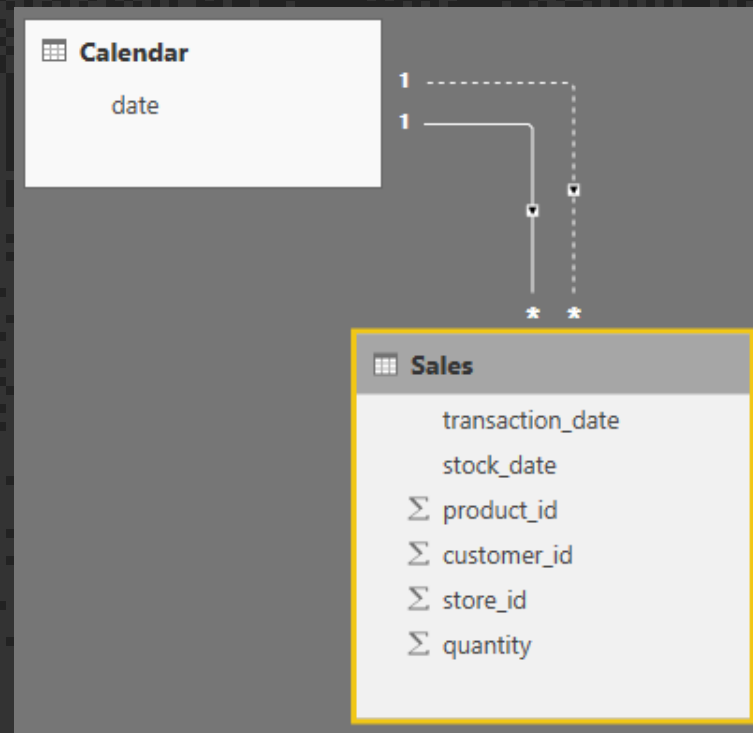 Calendar
date
1
1
* *
Sales
transaction_date
stock_date
Σ product_id
Σ customer_id
Σ store_id
Σ quantity